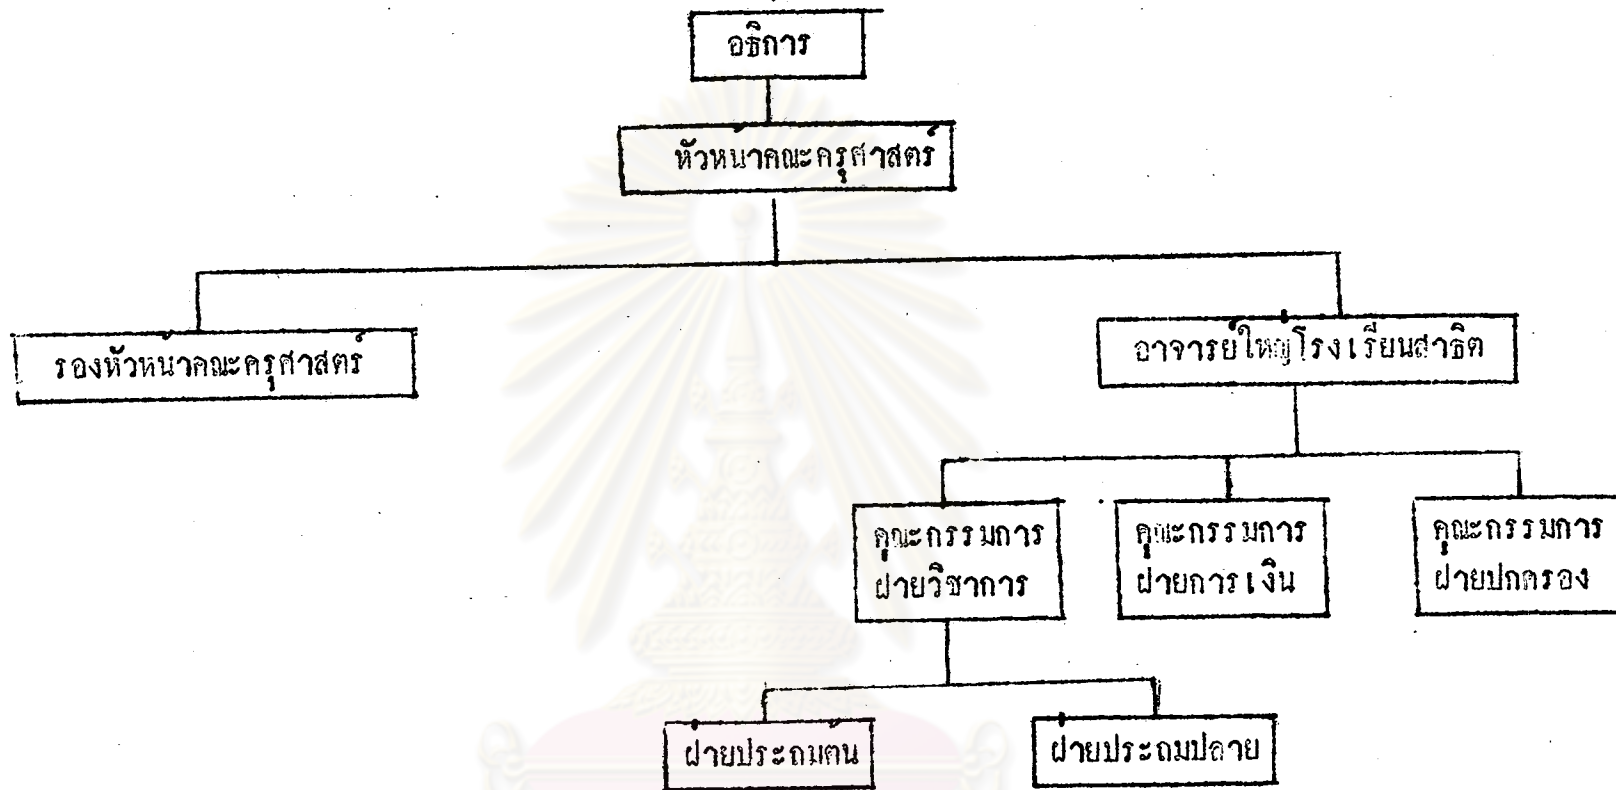 อธิการ
หัวหน้าคณะครุศาสตร์
รองหัวหน้าคณะครุศาสตร์
อาจารย์ใหญ่โรงเรียนสาธิต
คณะกรรมการ
ฝ่ายวิชาการ
คณะกรรมการ
ฝ่ายการเงิน
คณะกรรมการ
ฝ่ายปกครอง
ฝ่ายประถมต้น
ฝ่ายประถมปลาย